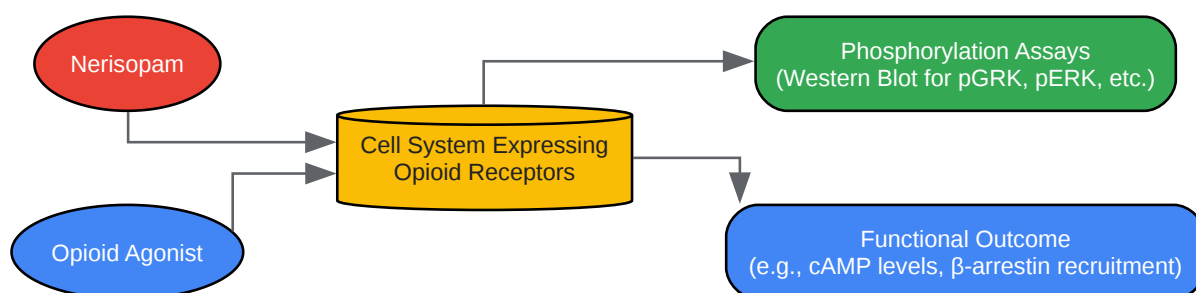 Nerisopam
Phosphorylation Assays
(Western Blot for pGRK, pERK, etc.)
Cell System Expressing
Opioid Receptors
Opioid Agonist
Functional Outcome
(e.g., cAMP levels, β-arrestin recruitment)